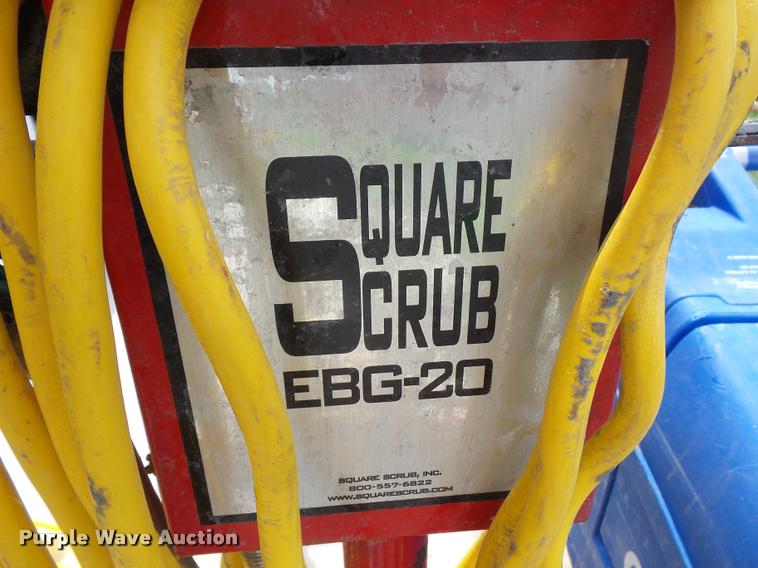 SQUARE
SCRUB
EBG-20
SQUARE SCRUB, INC.
800-557-6822
WWW.SQUARESCRUB.COM
Purple Wave Auction®